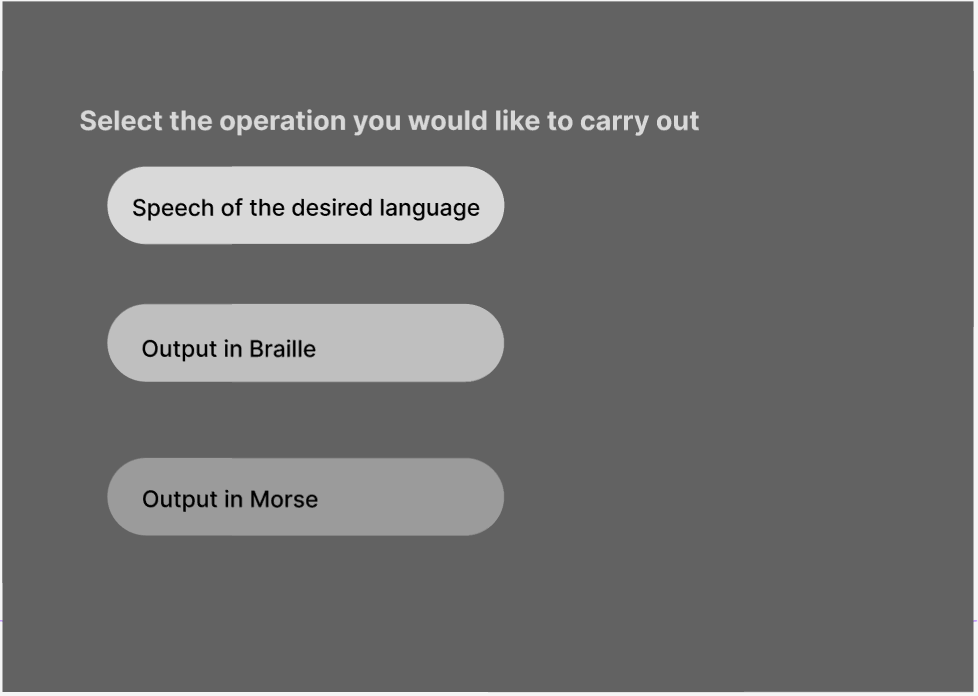 Select the operation you would like to carry out
Speech of the desired language
Output in Braille
Output in Morse